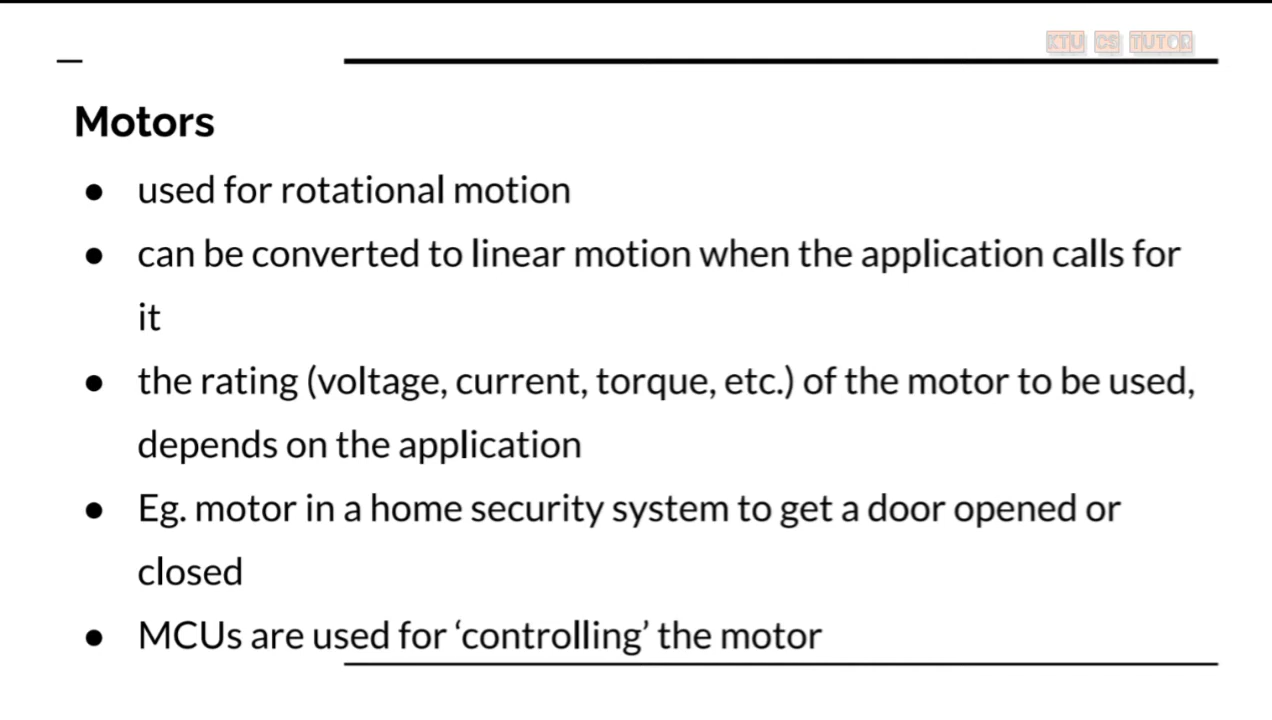 KTU CS TUTOR
Motors
● used for rotational motion
● can be converted to linear motion when the application calls for
it
● the rating (voltage, current, torque, etc.) of the motor to be used,
depends on the application
● Eg. motor in a home security system to get a door opened or
closed
● MCUs are used for ‘controlling’ the motor